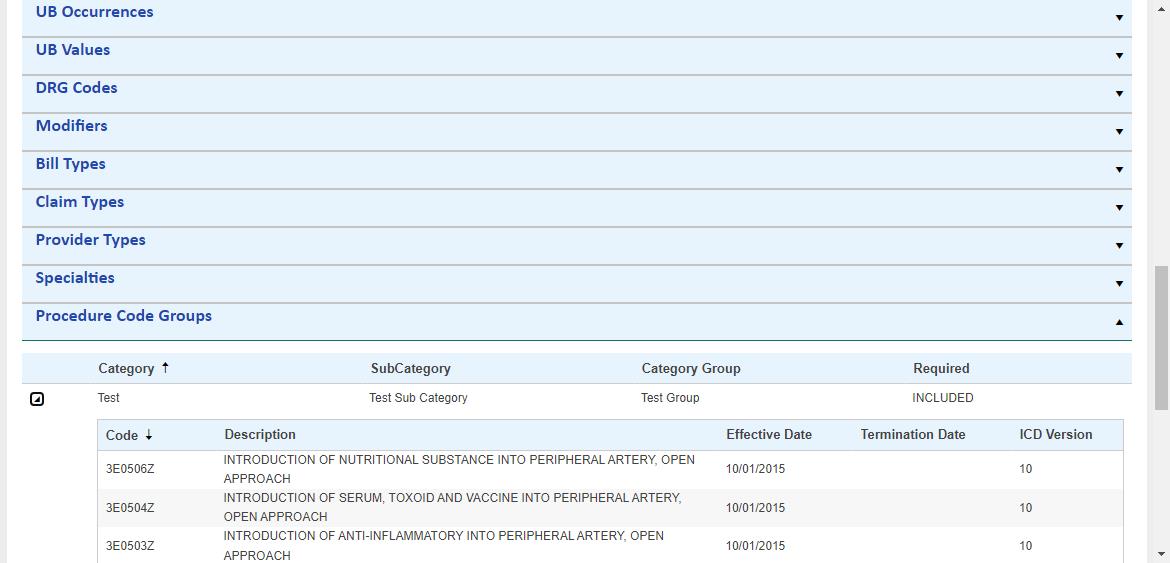 UB Occurrences
UB Values
DRG Codes
Modifiers
Bill Types
Claim Types
Provider Types
Specialties
Procedure Code Groups
Category SubCategory Category Group Required
Test Test Sub Category Test Group INCLUDED
Code Description Effective Date Termination Date ICD Version
3E0506Z INTRODUCTION OF NUTRITIONAL SUBSTANCE INTO PERIPHERAL ARTERY, OPEN
APPROACH 10/01/2015 10
3E0504Z INTRODUCTION OF SERUM, TOXOID AND VACCINE INTO PERIPHERAL ARTERY,
OPEN APPROACH 10/01/2015 10
3E0503Z INTRODUCTION OF ANTI-INFLAMMATORY INTO PERIPHERAL ARTERY, OPEN
APPROACH 10/01/2015 10